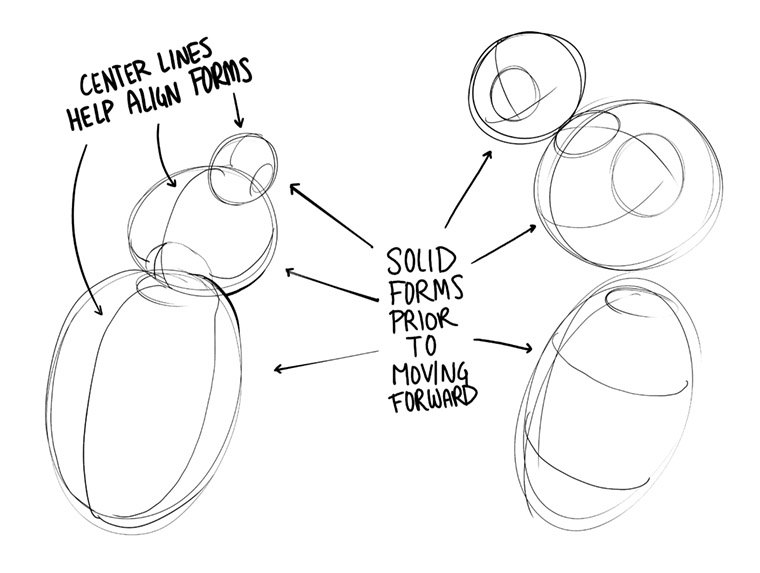 CENTER LINES
HELP ALIGN FORMS
SOLID
FORMS
PRIOR
TO
MOVING
FORWARD